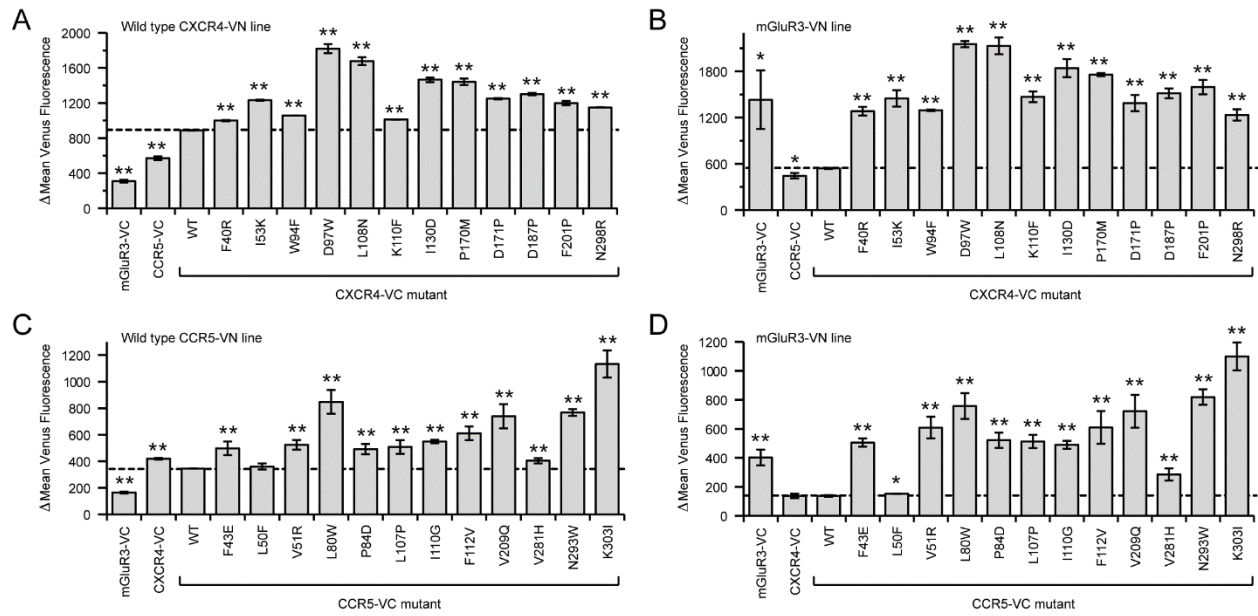 A
Wild type CXCR4-VN line
Δ Mean Venus Fluorescence
2000
1600
1200
800
400
0
** ** ** ** ** ** ** ** ** ** ** ** ** **
mGluR3-VC CCR5-VC WT F40R I53K W94F D97W L108N K110F I130D P170M D171P D187P F201P N298R
CXCR4-VC mutant
B
mGluR3-VN line
Δ Mean Venus Fluorescence
1800
1200
600
0
* * ** ** ** ** ** ** ** ** ** ** ** **
mGluR3-VC CCR5-VC WT F40R I53K W94F D97W L108N K110F I130D P170M D171P D187P F201P N298R
CXCR4-VC mutant
C
Wild type CCR5-VN line
Δ Mean Venus Fluorescence
1200
1000
800
600
400
200
0
** ** ** ** ** ** ** ** ** ** ** ** **
mGluR3-VC CXCR4-VC WT F43E L50F V51R L80W P84D L107P I110G F112V V209Q V281H N293W K303I
CCR5-VC mutant
D
mGluR3-VN line
Δ Mean Venus Fluorescence
1200
1000
800
600
400
200
0
** ** * ** ** ** ** ** ** ** ** ** **
mGluR3-VC CXCR4-VC WT F43E L50F V51R L80W P84D L107P I110G F112V V209Q V281H N293W K303I
CCR5-VC mutant